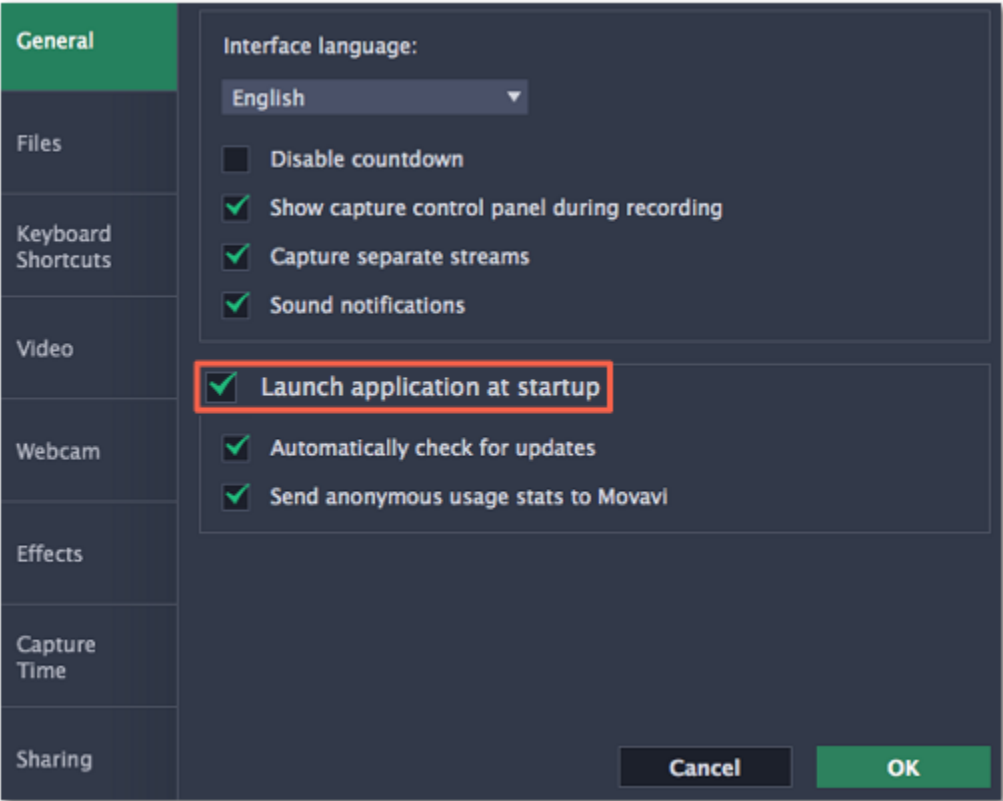 General
Files
Keyboard
Shortcuts
Video
Webcam
Effects
Capture
Time
Sharing
Interface language:
English
Disable countdown
Show capture control panel during recording
Capture separate streams
Sound notifications
Launch application at startup
Automatically check for updates
Send anonymous usage stats to Movavi
Cancel
OK